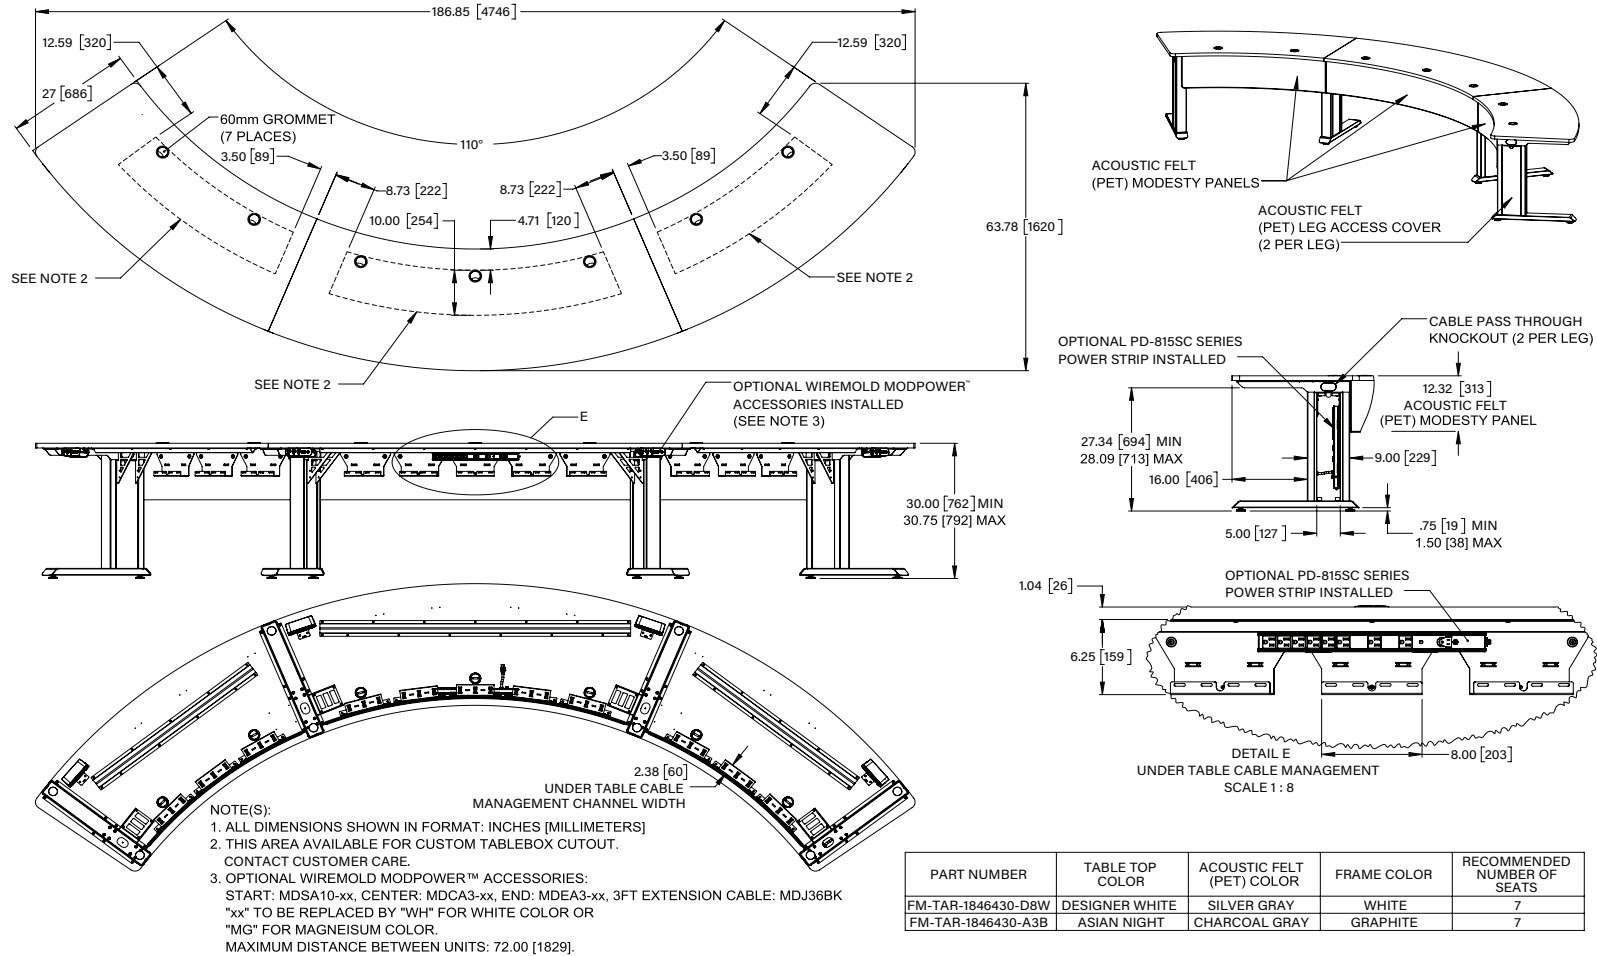 186.85 [4746]
12.59 [320]
12.59 [320]
27 [686]
60mm GROMMET
(7 PLACES)
110°
3.50 [89]
3.50 [89]
8.73 [222]
8.73 [222]
10.00 [254]
4.71 [120]
63.78 [1620]
SEE NOTE 2
SEE NOTE 2
SEE NOTE 2
ACOUSTIC FELT
(PET) MODESTY PANELS
ACOUSTIC FELT
(PET) LEG ACCESS COVER
(2 PER LEG)
OPTIONAL WIREMOLD MODPOWER™
ACCESSORIES INSTALLED
(SEE NOTE 3)
E
30.00 [762] MIN
30.75 [792] MAX
OPTIONAL PD-815SC SERIES
POWER STRIP INSTALLED
CABLE PASS THROUGH
KNOCKOUT (2 PER LEG)
12.32 [313]
ACOUSTIC FELT
(PET) MODESTY PANEL
27.34 [694] MIN
28.09 [713] MAX
9.00 [229]
16.00 [406]
5.00 [127]
.75 [19] MIN
1.50 [38] MAX
OPTIONAL PD-815SC SERIES
POWER STRIP INSTALLED
1.04 [26]
6.25 [159]
8.00 [203]
DETAIL E
UNDER TABLE CABLE MANAGEMENT
SCALE 1 : 8
2.38 [60]
UNDER TABLE CABLE
MANAGEMENT CHANNEL WIDTH
NOTE(S):
1. ALL DIMENSIONS SHOWN IN FORMAT: INCHES [MILLIMETERS]
2. THIS AREA AVAILABLE FOR CUSTOM TABLEBOX CUTOUT.
CONTACT CUSTOMER CARE.
3. OPTIONAL WIREMOLD MODPOWER™ ACCESSORIES:
START: MDSA10-xx, CENTER: MDCA3-xx, END: MDEA3-xx, 3FT EXTENSION CABLE: MDJ36BK
"xx" TO BE REPLACED BY "WH" FOR WHITE COLOR OR
"MG" FOR MAGNEISUM COLOR.
MAXIMUM DISTANCE BETWEEN UNITS: 72.00 [1829].
PART NUMBER TABLE TOP COLOR ACOUSTIC FELT (PET) COLOR FRAME COLOR RECOMMENDED NUMBER OF SEATS
FM-TAR-1846430-D8W DESIGNER WHITE SILVER GRAY WHITE 7
FM-TAR-1846430-A3B ASIAN NIGHT CHARCOAL GRAY GRAPHITE 7